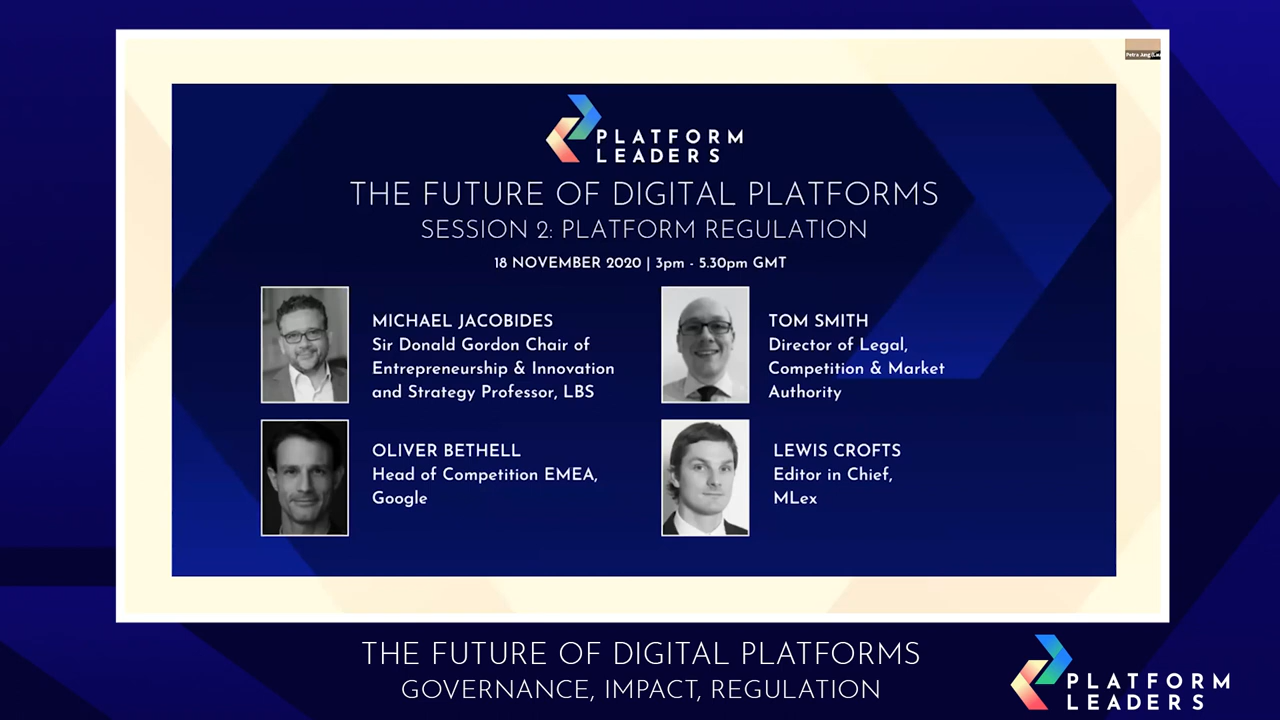 PLATFORM
LEADERS
THE FUTURE OF DIGITAL PLATFORMS
SESSION 2: PLATFORM REGULATION
18 NOVEMBER 2020 | 3pm - 5.30pm GMT
MICHAEL JACOBIDES
Sir Donald Gordon Chair of
Entrepreneurship & Innovation
and Strategy Professor, LBS
TOM SMITH
Director of Legal,
Competition & Market
Authority
OLIVER BETHELL
Head of Competition EMEA,
Google
LEWIS CROFTS
Editor in Chief,
MLex
THE FUTURE OF DIGITAL PLATFORMS
GOVERNANCE, IMPACT, REGULATION
PLATFORM
LEADERS